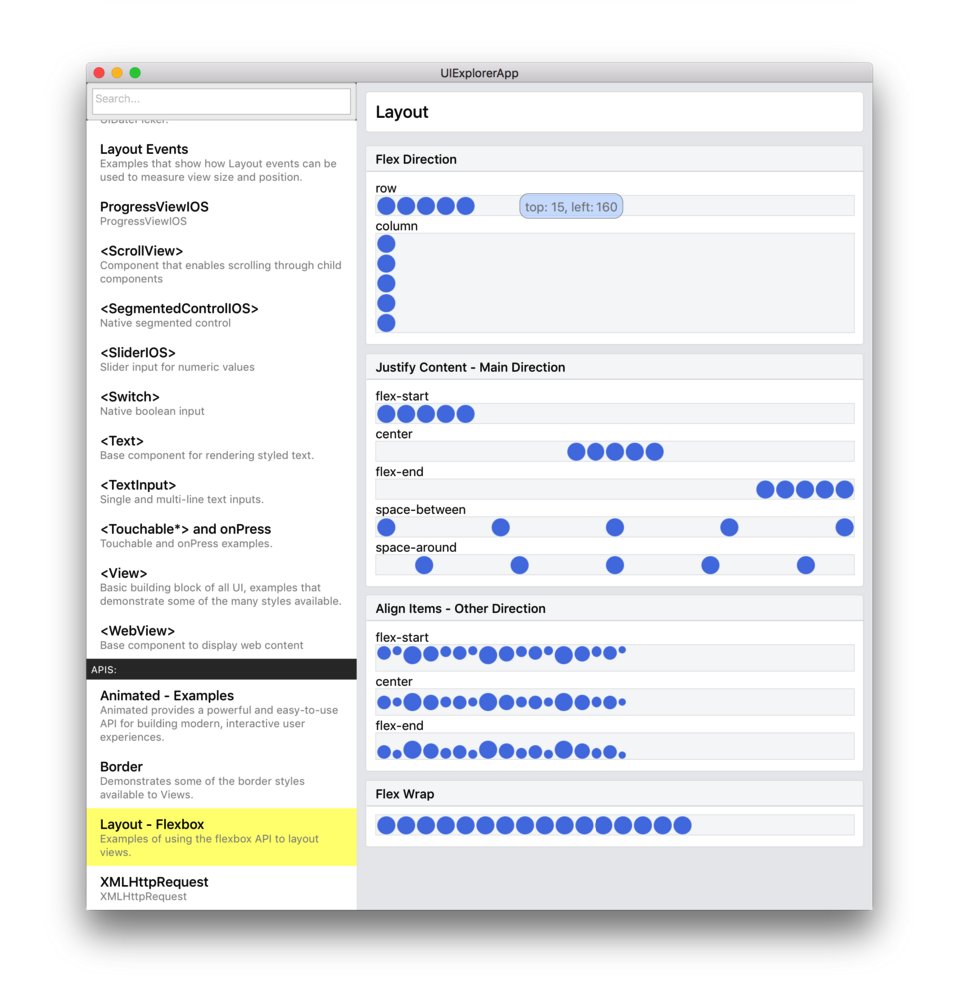 UIExplorerApp
Search...
UIDatePicker.
Layout Events
Examples that show how Layout events can be
used to measure view size and position.
ProgressViewIOS
ProgressViewIOS
<ScrollView>
Component that enables scrolling through child
components
<SegmentedControlIOS>
Native segmented control
<SliderIOS>
Slider input for numeric values
<Switch>
Native boolean input
<Text>
Base component for rendering styled text.
<TextInput>
Single and multi-line text inputs.
<Touchable*> and onPress
Touchable and onPress examples.
<View>
Basic building block of all UI, examples that
demonstrate some of the many styles available.
<WebView>
Base component to display web content
APIS:
Animated - Examples
Animated provides a powerful and easy-to-use
API for building modern, interactive user
experiences.
Border
Demonstrates some of the border styles
available to Views.
Layout - Flexbox
Examples of using the flexbox API to layout
views.
XMLHttpRequest
XMLHttpRequest
Layout
Flex Direction
row
top: 15, left: 160
column
Justify Content - Main Direction
flex-start
center
flex-end
space-between
space-around
Align Items - Other Direction
flex-start
center
flex-end
Flex Wrap